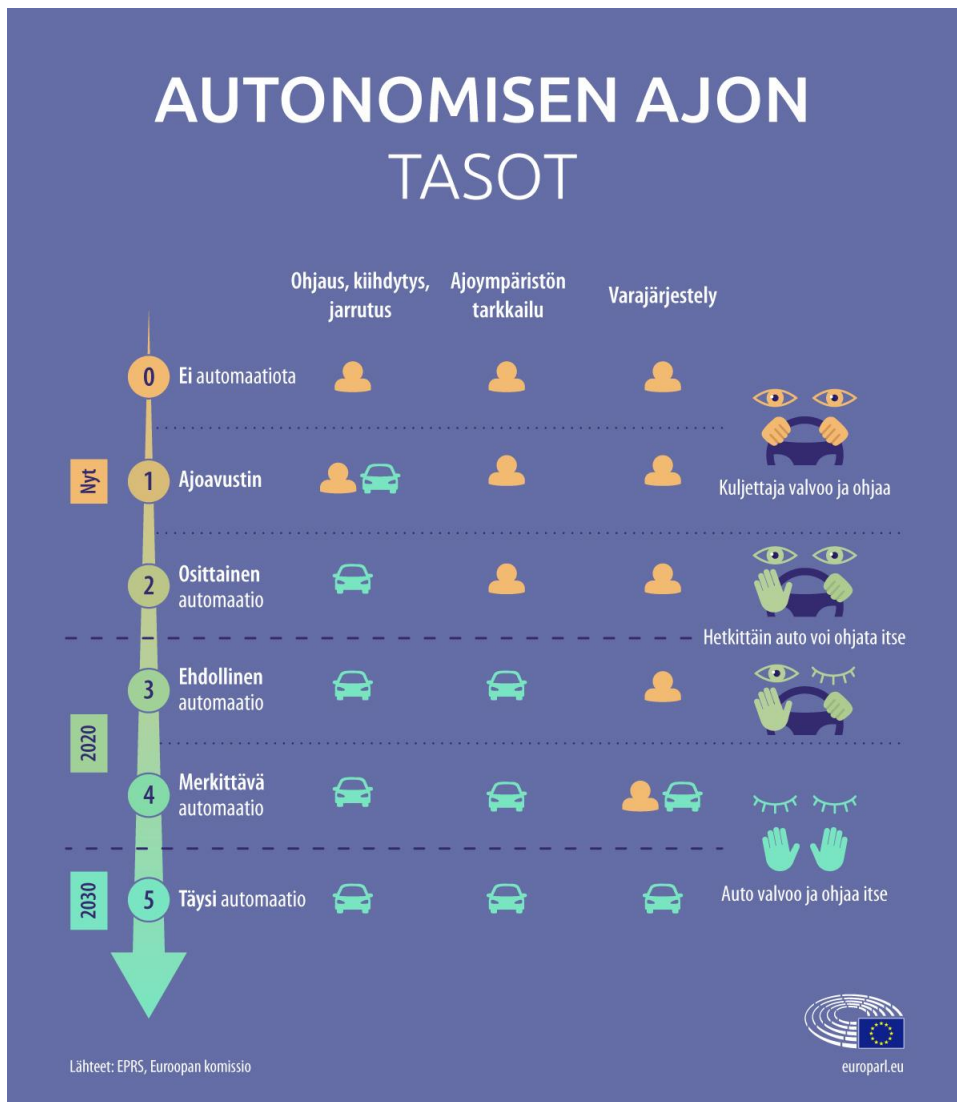 AUTONOMISEN AJON
TASOT
Ohjaus, kiihdytys,
jarrutus
Ajoympäristön
tarkkailu
Varajärjestely
0
Ei automaatiota
Nyt
1
Ajoavustin
Kuljettaja valvoo ja ohjaa
2
Osittainen
automaatio
Hetkittäin auto voi ohjata itse
3
Ehdollinen
automaatio
2020
4
Merkittävä
automaatio
2030
5
Täysi automaatio
Auto valvoo ja ohjaa itse
Lähteet: EPRS, Euroopan komissio
europarl.eu